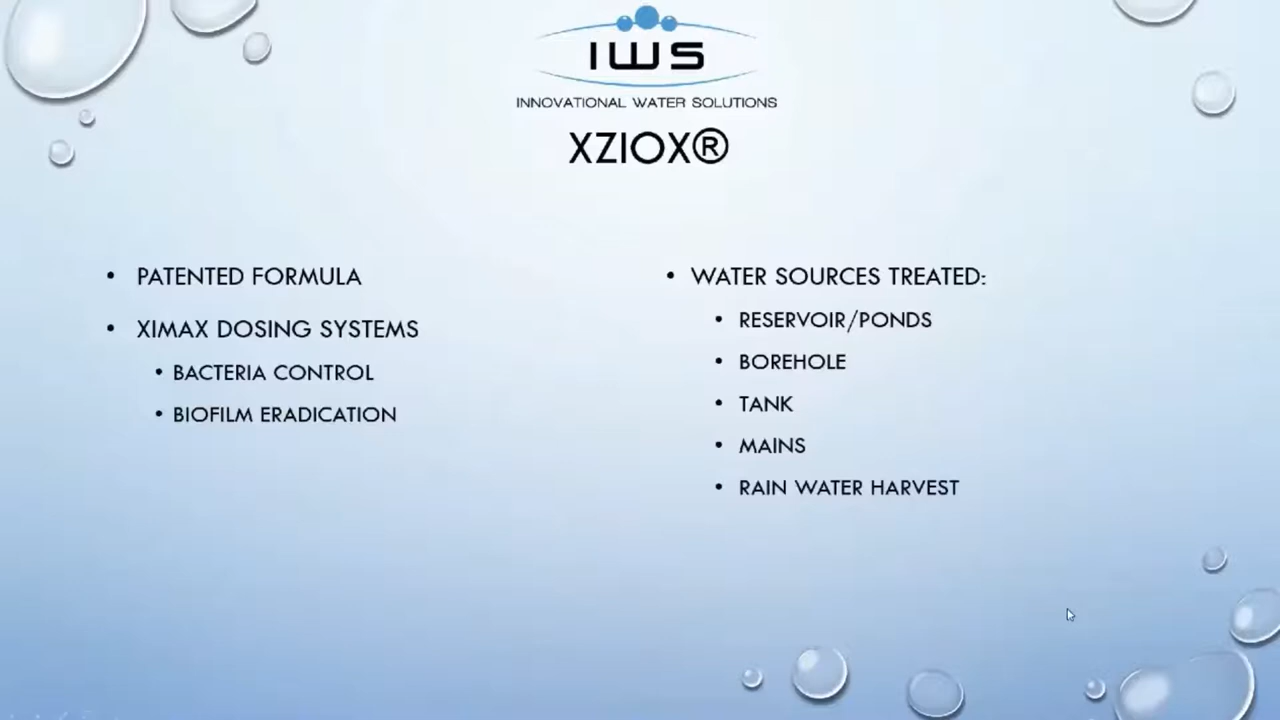 IWS
INNOVATIONAL WATER SOLUTIONS
XZIOX®
• PATENTED FORMULA
• XIMAX DOSING SYSTEMS
• BACTERIA CONTROL
• BIOFILM ERADICATION
• WATER SOURCES TREATED:
• RESERVOIR/PONDS
• BOREHOLE
• TANK
• MAINS
• RAIN WATER HARVEST